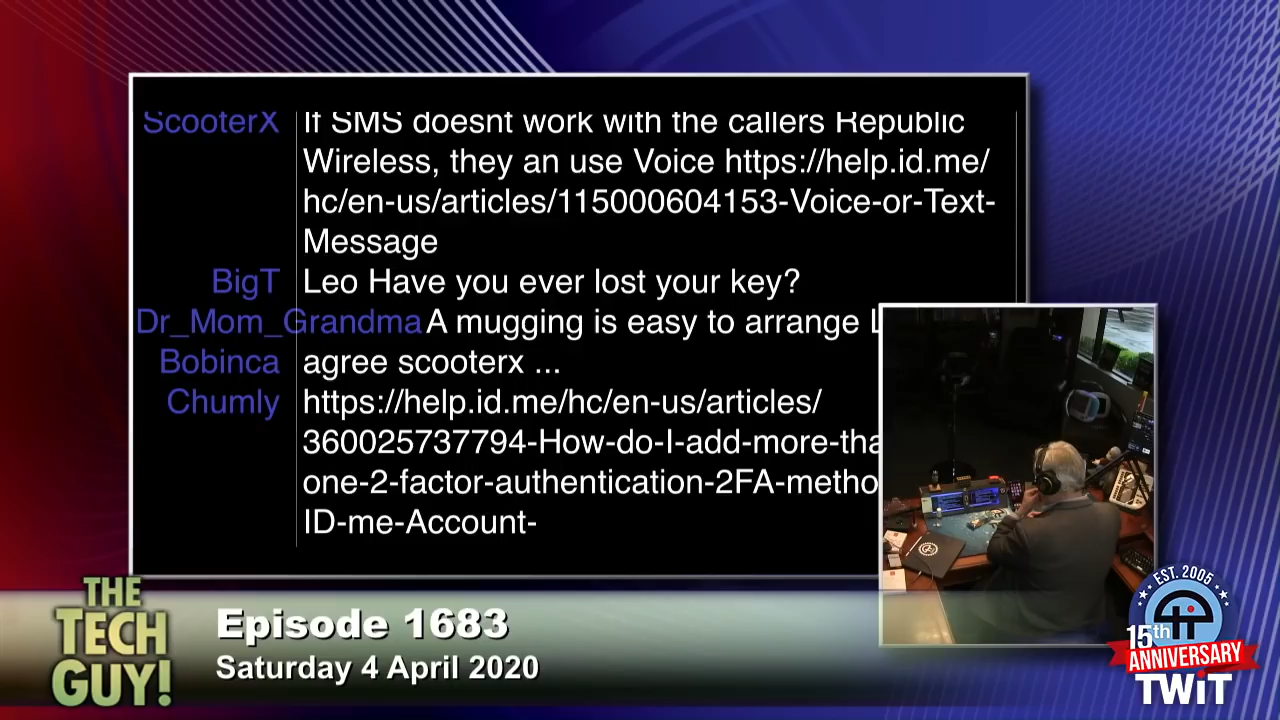 ScooterX If SMS doesnt work with the callers Republic
Wireless, they an use Voice https://help.id.me/
hc/en-us/articles/115000604153-Voice-or-Text-
Message
BigT Leo Have you ever lost your key?
Dr_Mom_Grandma A mugging is easy to arrange
Bobinca agree scooterx ...
Chumly https://help.id.me/hc/en-us/articles/
360025737794-How-do-I-add-more-tha
one-2-factor-authentication-2FA-metho
ID-me-Account-
THE
TECH
GUY!
Episode 1683
Saturday 4 April 2020
EST. 2005
15th
ANNIVERSARY
TWiT